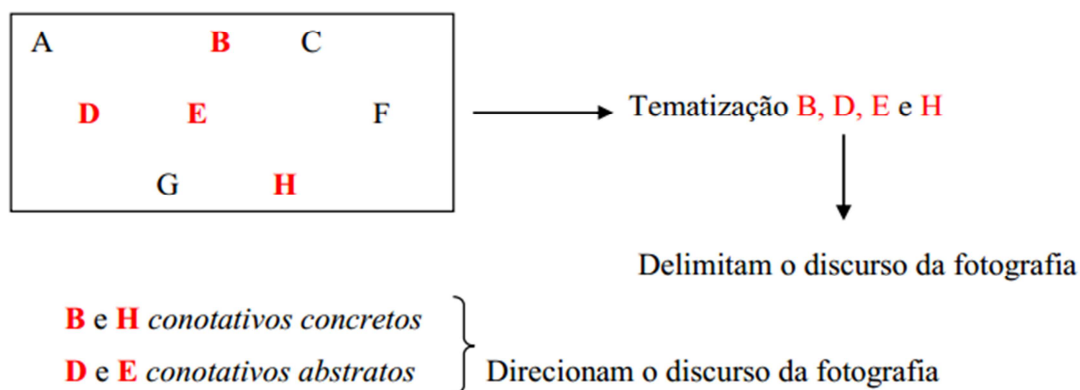 A B C
D E F
Tematização B, D, E e H
G H
Delimitam o discurso da fotografia
B e H conotativos concretos
D e E conotativos abstratos
Direcionam o discurso da fotografia